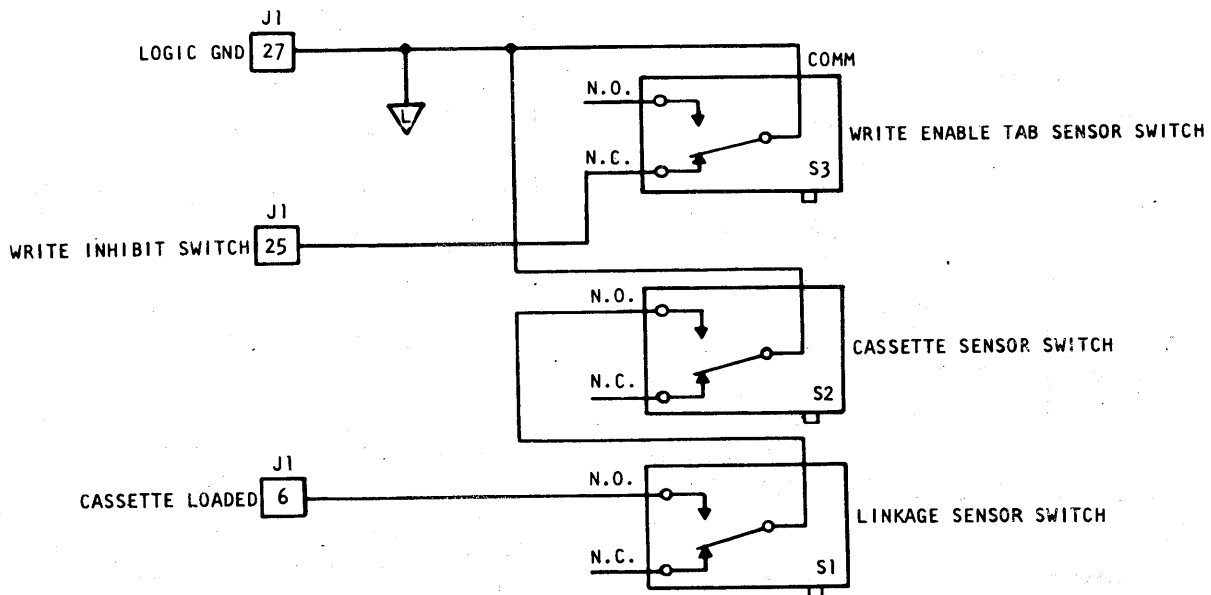 J1
LOGIC GND 27
COMM
N.O.
L
WRITE ENABLE TAB SENSOR SWITCH
N.C.
S3
J1
WRITE INHIBIT SWITCH 25
N.O.
CASSETTE SENSOR SWITCH
N.C.
S2
J1
N.O.
CASSETTE LOADED 6
LINKAGE SENSOR SWITCH
N.C.
S1